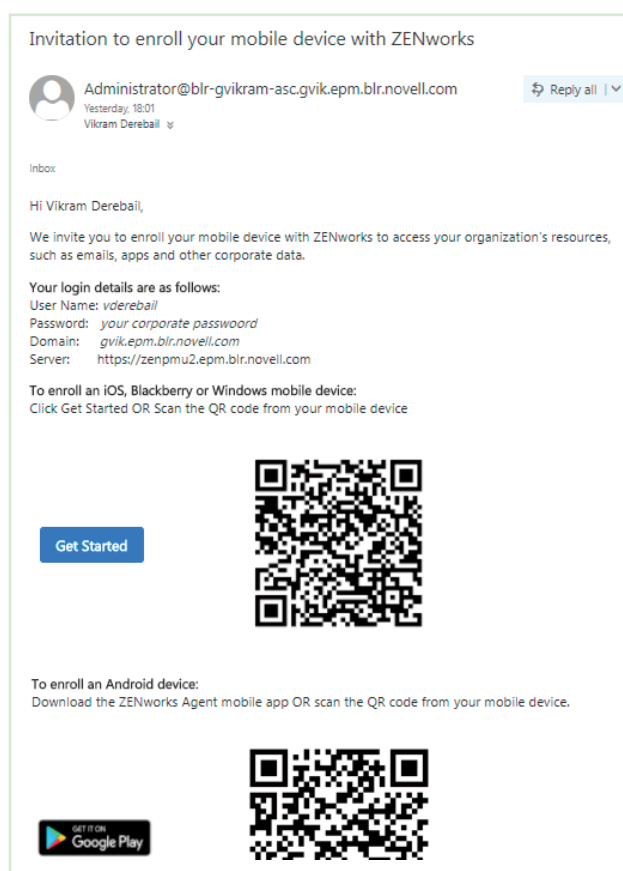 Invitation to enroll your mobile device with ZENworks
Administrator@blr-gvikram-asc.gvik.epm.blr.novell.com
Reply all
Yesterday, 18:01
Vikram Derebail
Inbox
Hi Vikram Derebail,
We invite you to enroll your mobile device with ZENworks to access your organization's resources,
such as emails, apps and other corporate data.
Your login details are as follows:
User Name: vderebail
Password: your corporate passwoord
Domain: gvik.epm.blr.novell.com
Server: https://zenpmu2.epm.blr.novell.com
To enroll an iOS, Blackberry or Windows mobile device:
Click Get Started OR Scan the QR code from your mobile device
Get Started
To enroll an Android device:
Download the ZENworks Agent mobile app OR scan the QR code from your mobile device.
GET IT ON
Google Play